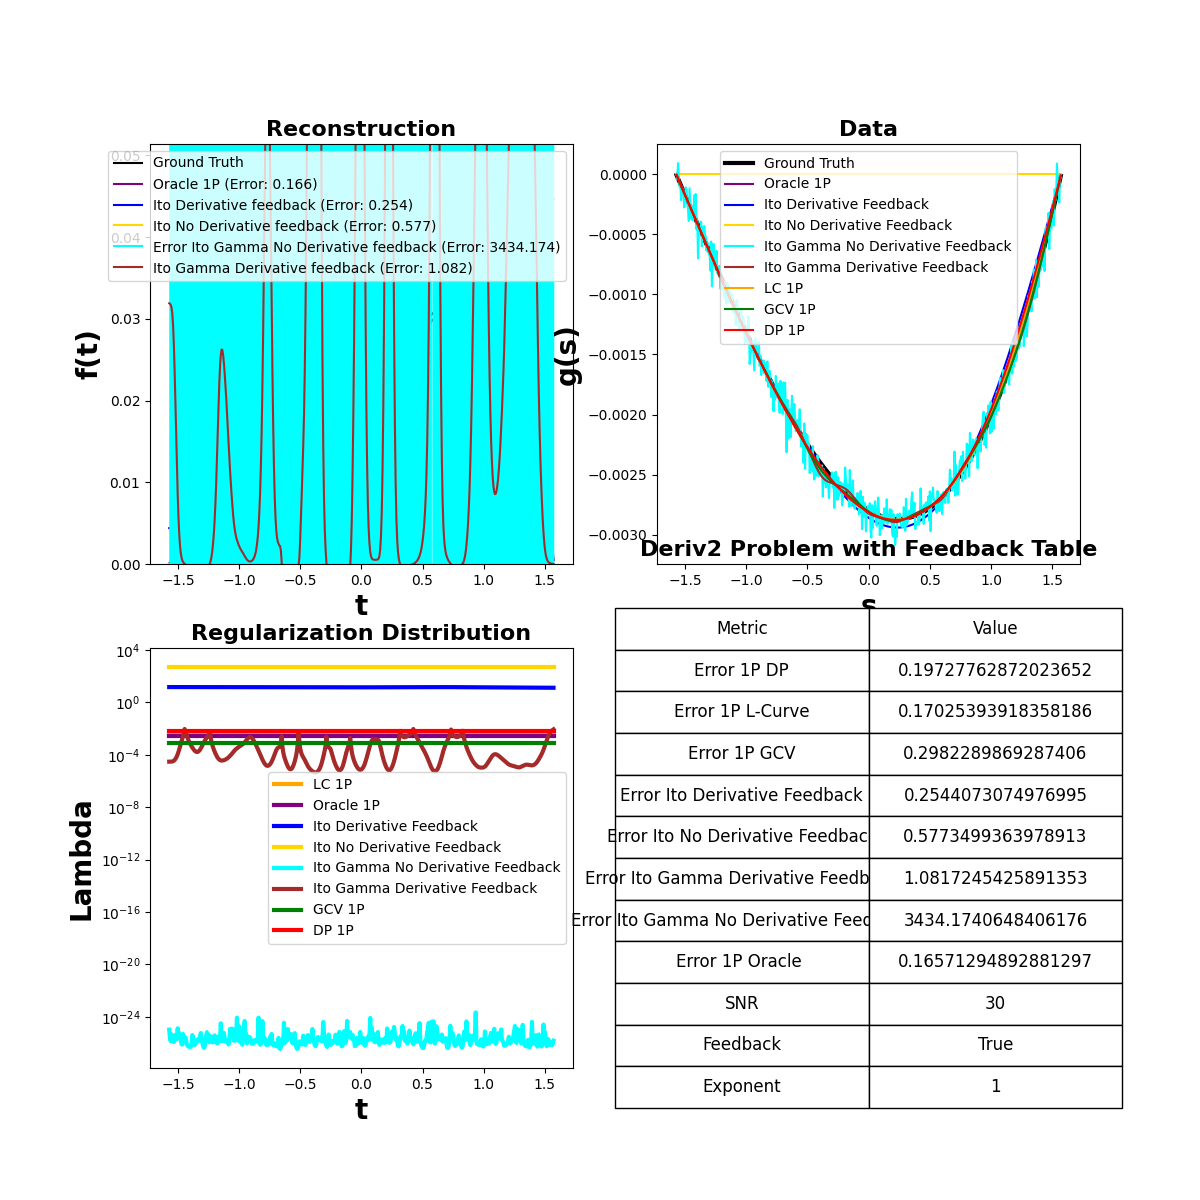 Reconstruction
f(t)
0.05
0.04
0.03
0.02
0.01
0.00
Ground Truth
Oracle 1P (Error: 0.166)
Ito Derivative feedback (Error: 0.254)
Ito No Derivative feedback (Error: 0.577)
Error Ito Gamma No Derivative feedback (Error: 3434.174)
Ito Gamma Derivative feedback (Error: 1.082)
−1.5 −1.0 −0.5 0.0 0.5 1.0 1.5
t
Data
g(s)
0.0000
−0.0005
−0.0010
−0.0015
−0.0020
−0.0025
−0.0030
Ground Truth
Oracle 1P
Ito Derivative Feedback
Ito No Derivative Feedback
Ito Gamma No Derivative Feedback
Ito Gamma Derivative Feedback
LC 1P
GCV 1P
DP 1P
−1.5 −1.0 −0.5 0.0 0.5 1.0 1.5
s
Regularization Distribution
Lambda
10^4
10^0
10^−4
10^−8
10^−12
10^−16
10^−20
10^−24
LC 1P
Oracle 1P
Ito Derivative Feedback
Ito No Derivative Feedback
Ito Gamma No Derivative Feedback
Ito Gamma Derivative Feedback
GCV 1P
DP 1P
−1.5 −1.0 −0.5 0.0 0.5 1.0 1.5
t
Deriv2 Problem with Feedback Table
Metric Value
Error 1P DP 0.19727762872023652
Error 1P L-Curve 0.17025393918358186
Error 1P GCV 0.2982289869287406
Error Ito Derivative Feedback 0.2544073074976995
Error Ito No Derivative Feedbac 0.5773499363978913
Error Ito Gamma Derivative Feedb 1.0817245425891353
Error Ito Gamma No Derivative Feed 3434.1740648406176
Error 1P Oracle 0.16571294892881297
SNR 30
Feedback True
Exponent 1